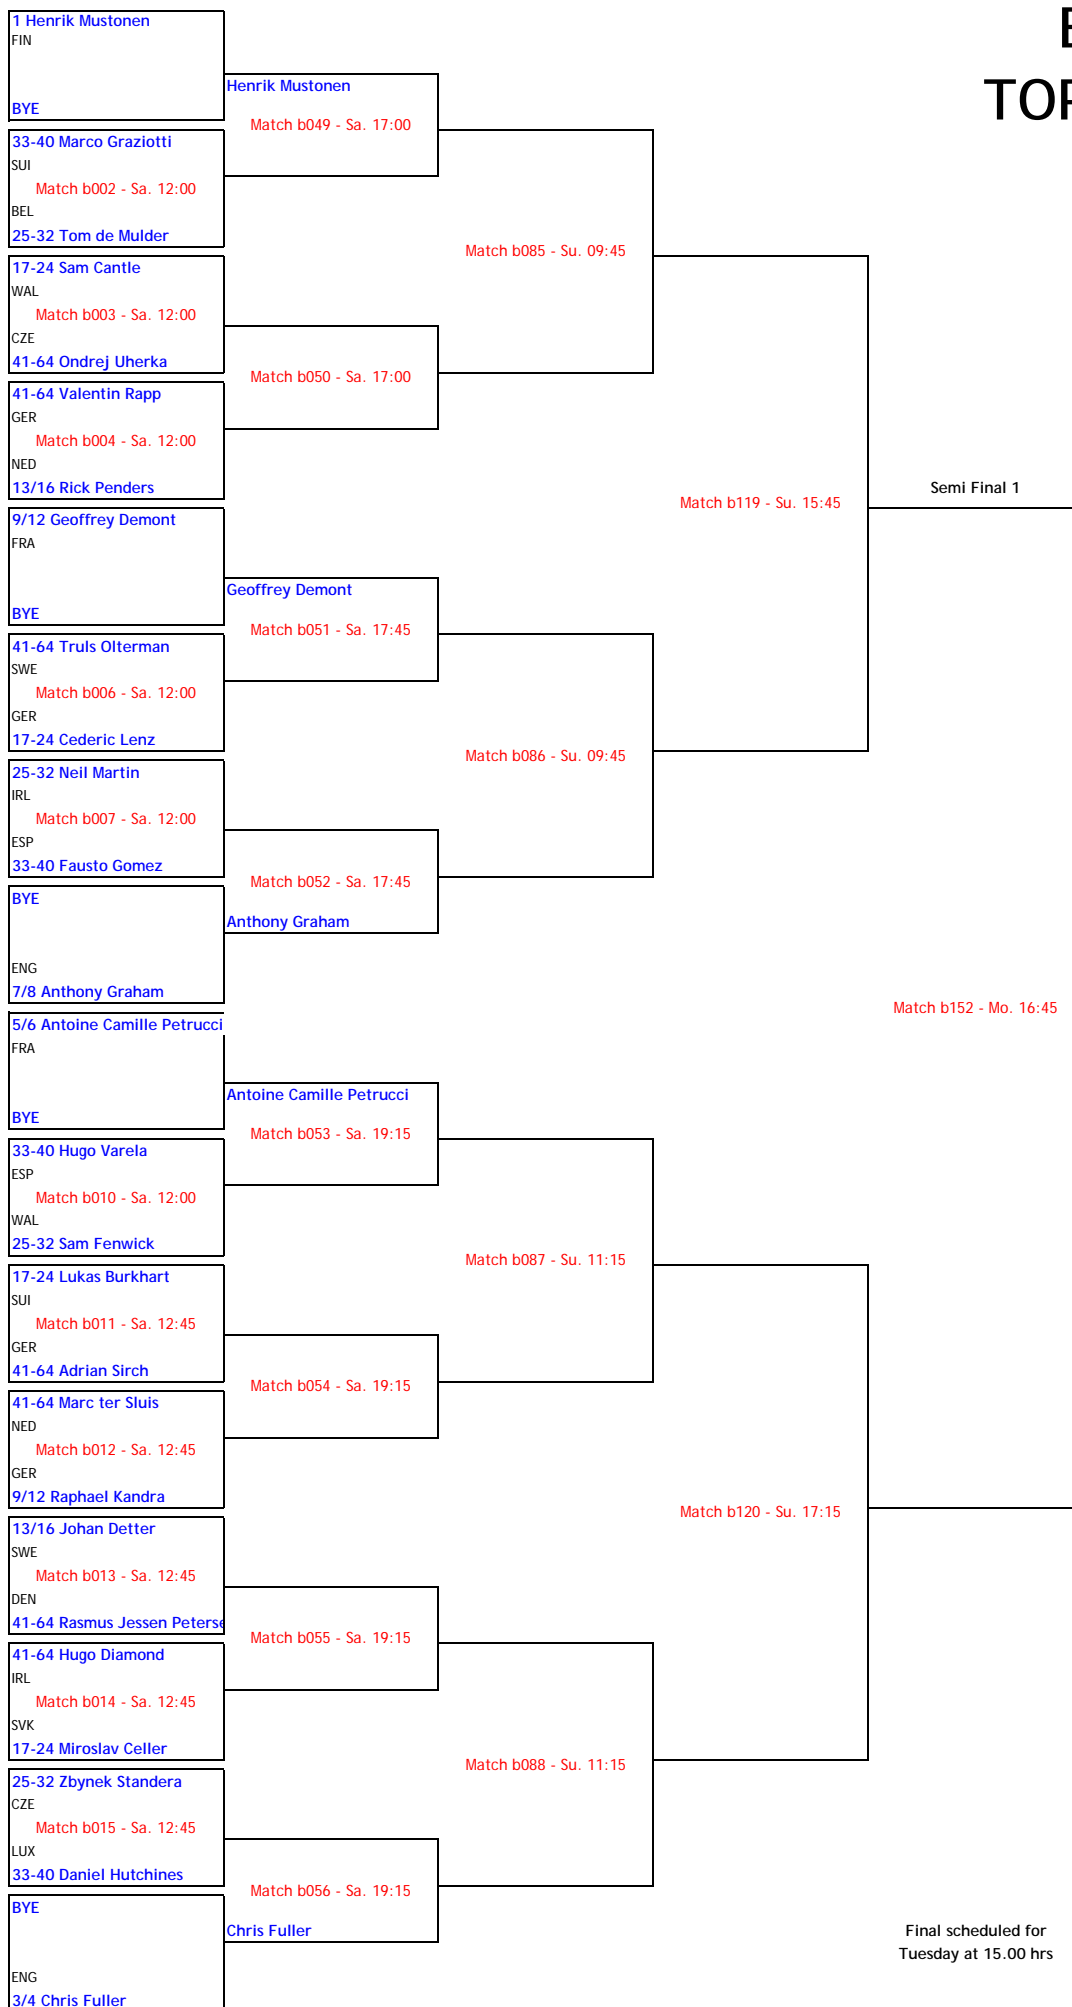 1 Henrik Mustonen
FIN
BYE
Henrik Mustonen
Match b049 - Sa. 17:00
33-40 Marco Graziotti
SUI
Match b002 - Sa. 12:00
BEL
25-32 Tom de Mulder
Match b085 - Su. 09:45
17-24 Sam Cantle
WAL
Match b003 - Sa. 12:00
CZE
41-64 Ondrej Uherka
Match b050 - Sa. 17:00
41-64 Valentin Rapp
GER
Match b004 - Sa. 12:00
NED
13/16 Rick Penders
Match b119 - Su. 15:45
Semi Final 1
9/12 Geoffrey Demont
FRA
BYE
Geoffrey Demont
Match b051 - Sa. 17:45
41-64 Truls Olterman
SWE
Match b006 - Sa. 12:00
GER
17-24 Cederic Lenz
Match b086 - Su. 09:45
25-32 Neil Martin
IRL
Match b007 - Sa. 12:00
ESP
33-40 Fausto Gomez
Match b052 - Sa. 17:45
BYE
Anthony Graham
ENG
7/8 Anthony Graham
Match b152 - Mo. 16:45
5/6 Antoine Camille Petrucci
FRA
BYE
Antoine Camille Petrucci
Match b053 - Sa. 19:15
33-40 Hugo Varela
ESP
Match b010 - Sa. 12:00
WAL
25-32 Sam Fenwick
Match b087 - Su. 11:15
17-24 Lukas Burkhart
SUI
Match b011 - Sa. 12:45
GER
41-64 Adrian Sirch
Match b054 - Sa. 19:15
41-64 Marc ter Sluis
NED
Match b012 - Sa. 12:45
GER
9/12 Raphael Kandra
Match b120 - Su. 17:15
13/16 Johan Detter
SWE
Match b013 - Sa. 12:45
DEN
41-64 Rasmus Jessen Peterse
Match b055 - Sa. 19:15
41-64 Hugo Diamond
IRL
Match b014 - Sa. 12:45
SVK
17-24 Miroslav Celler
Match b088 - Su. 11:15
25-32 Zbynek Standera
CZE
Match b015 - Sa. 12:45
LUX
33-40 Daniel Hutchines
Match b056 - Sa. 19:15
BYE
Chris Fuller
ENG
3/4 Chris Fuller
Final scheduled for
Tuesday at 15.00 hrs